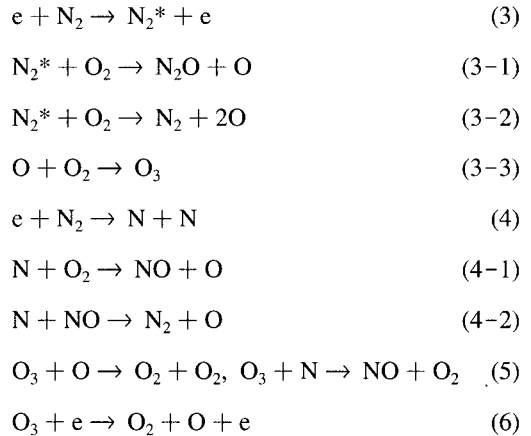 e + N₂ → N₂* + e (3)
N₂* + O₂ → N₂O + O (3-1)
N₂* + O₂ → N₂ + 2O (3-2)
O + O₂ → O₃ (3-3)
e + N₂ → N + N (4)
N + O₂ → NO + O (4-1)
N + NO → N₂ + O (4-2)
O₃ + O → O₂ + O₂, O₃ + N → NO + O₂ (5)
O₃ + e → O₂ + O + e (6)